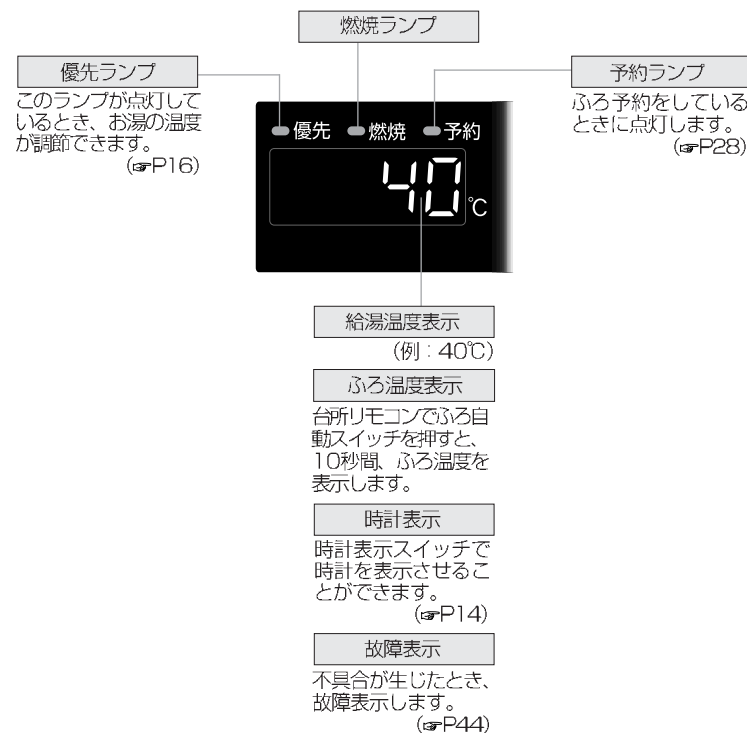 燃焼ランプ
優先ランプ
このランプが点灯して
いるとき、お湯の温度
が調節できます。
(☞P16)
予約ランプ
ふろ予約をしている
ときに点灯します。
(☞P28)
優先 燃焼 予約
40℃
給湯温度表示
(例:40℃)
ふろ温度表示
台所リモコンでふろ自
動スイッチを押すと、
10秒間、ふろ温度を
表示します。
時計表示
時計表示スイッチで
時計を表示させるこ
とができます。
(☞P14)
故障表示
不具合が生じたとき、
故障表示します。
(☞P44)